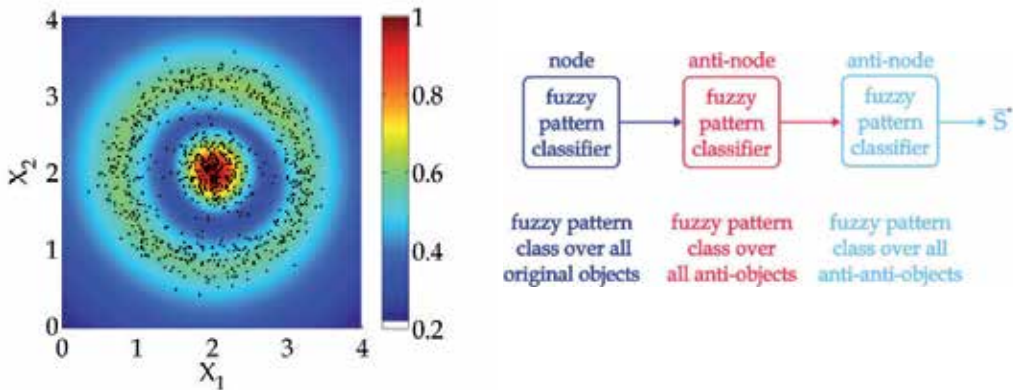 4
3
X2
2
1
0
0
1
2
3
4
X1
1
0.8
0.6
0.4
0.2
node
anti-node
anti-node
fuzzy
pattern
classifier
fuzzy
pattern
classifier
fuzzy
pattern
classifier
S̅*
fuzzy pattern
class over all
original objects
fuzzy pattern
class over
all anti-objects
fuzzy pattern
class over all
anti-anti-objects